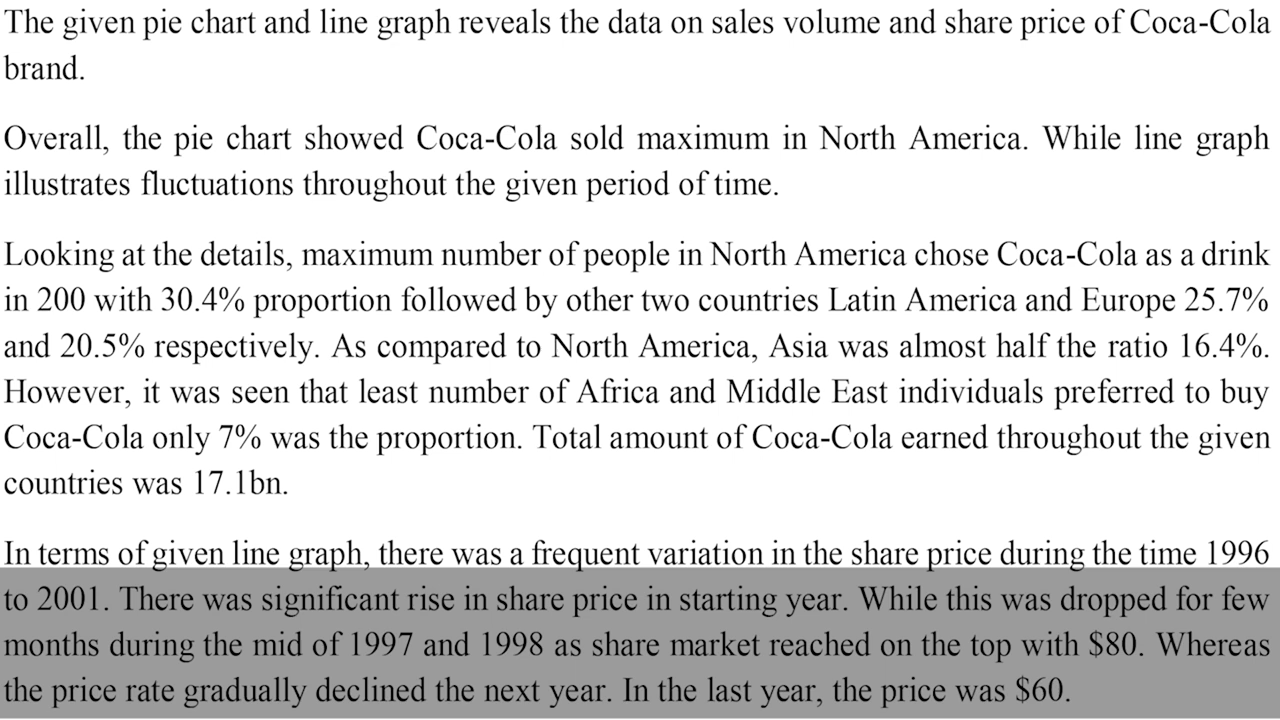 The given pie chart and line graph reveals the data on sales volume and share price of Coca-Cola
brand.
Overall, the pie chart showed Coca-Cola sold maximum in North America. While line graph
illustrates fluctuations throughout the given period of time.
Looking at the details, maximum number of people in North America chose Coca-Cola as a drink
in 200 with 30.4% proportion followed by other two countries Latin America and Europe 25.7%
and 20.5% respectively. As compared to North America, Asia was almost half the ratio 16.4%.
However, it was seen that least number of Africa and Middle East individuals preferred to buy
Coca-Cola only 7% was the proportion. Total amount of Coca-Cola earned throughout the given
countries was 17.1bn.
In terms of given line graph, there was a frequent variation in the share price during the time 1996
to 2001. There was significant rise in share price in starting year. While this was dropped for few
months during the mid of 1997 and 1998 as share market reached on the top with $80. Whereas
the price rate gradually declined the next year. In the last year, the price was $60.